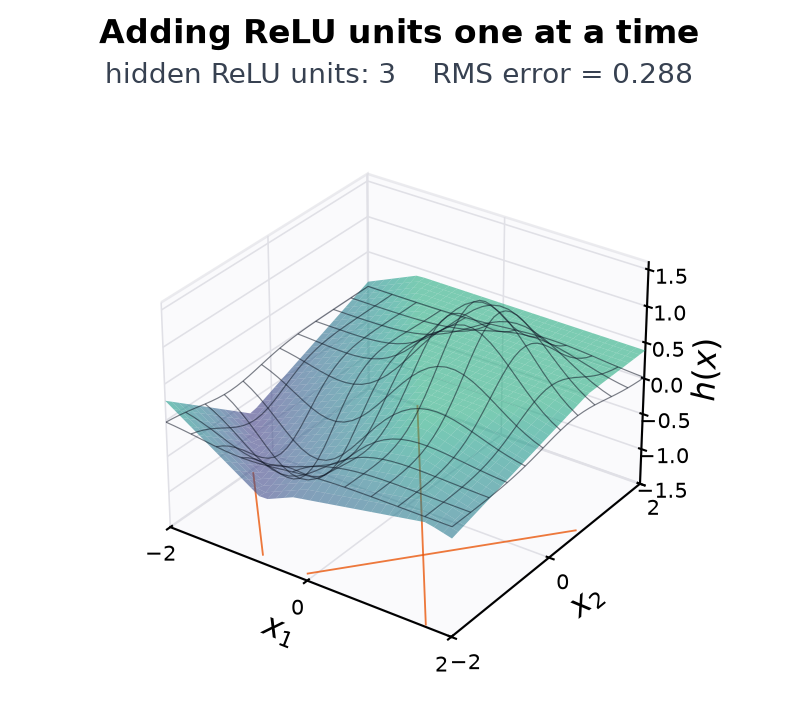 Adding ReLU units one at a time
hidden ReLU units: 3    RMS error = 0.288
1.5
1.0
0.5
0.0
−0.5
−1.0
−1.5
h(x)
2
0
−2
x₂
−2
0
2
x₁